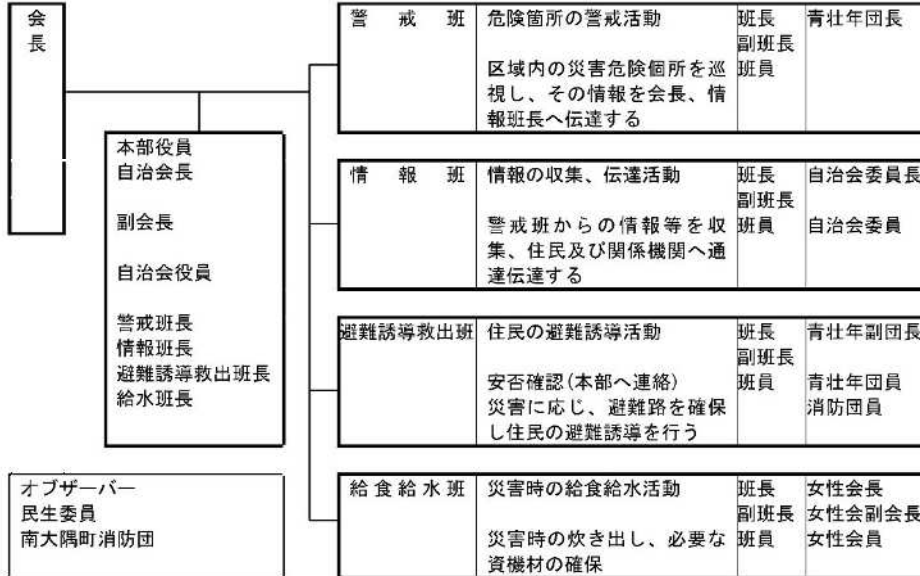 会
長
本部役員
自治会長
副会長
自治会役員
警戒班長
情報班長
避難誘導救出班長
給水班長
オブザーバー
民生委員
南大隅町消防団
警戒班
危険箇所の警戒活動
区域内の災害危険個所を巡
視し、その情報を会長、情
報班長へ伝達する
班長 青壮年団長
副班長
班員
情報班
情報の収集、伝達活動
警戒班からの情報等を収
集、住民及び関係機関へ通
達伝達する
班長 自治会委員長
副班長
班員 自治会委員
避難誘導救出班
住民の避難誘導活動
安否確認(本部へ連絡)
災害に応じ、避難路を確保
し住民の避難誘導を行う
班長 青壮年副団長
副班長
班員 青壮年団員
消防団員
給食給水班
災害時の給食給水活動
災害時の炊き出し、必要な
資機材の確保
班長 女性会長
副班長 女性会副会長
班員 女性会員